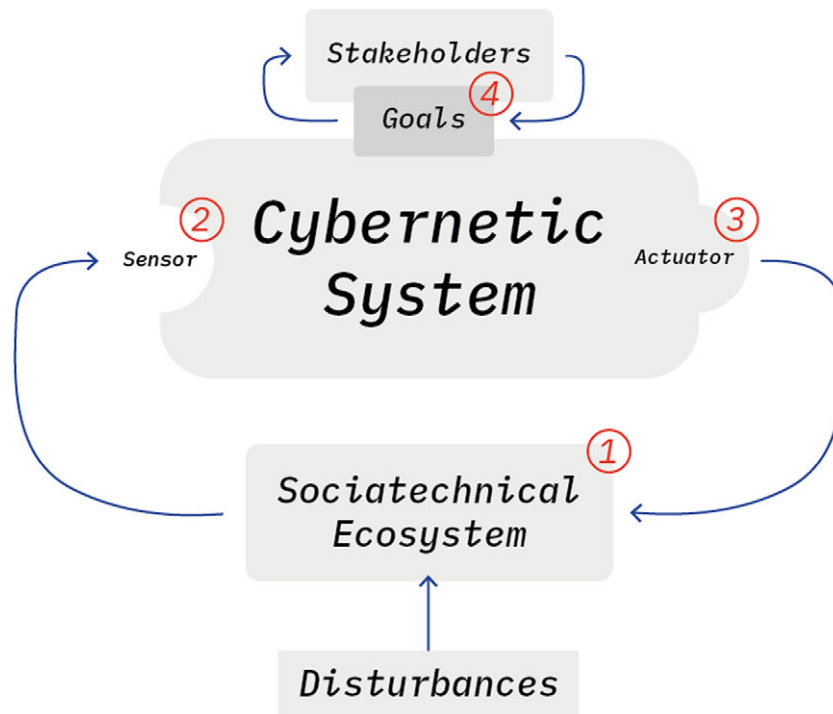 Stakeholders
4
Goals
2
Cybernetic
3
Sensor
Actuator
System
1
Sociatechnical
Ecosystem
Disturbances